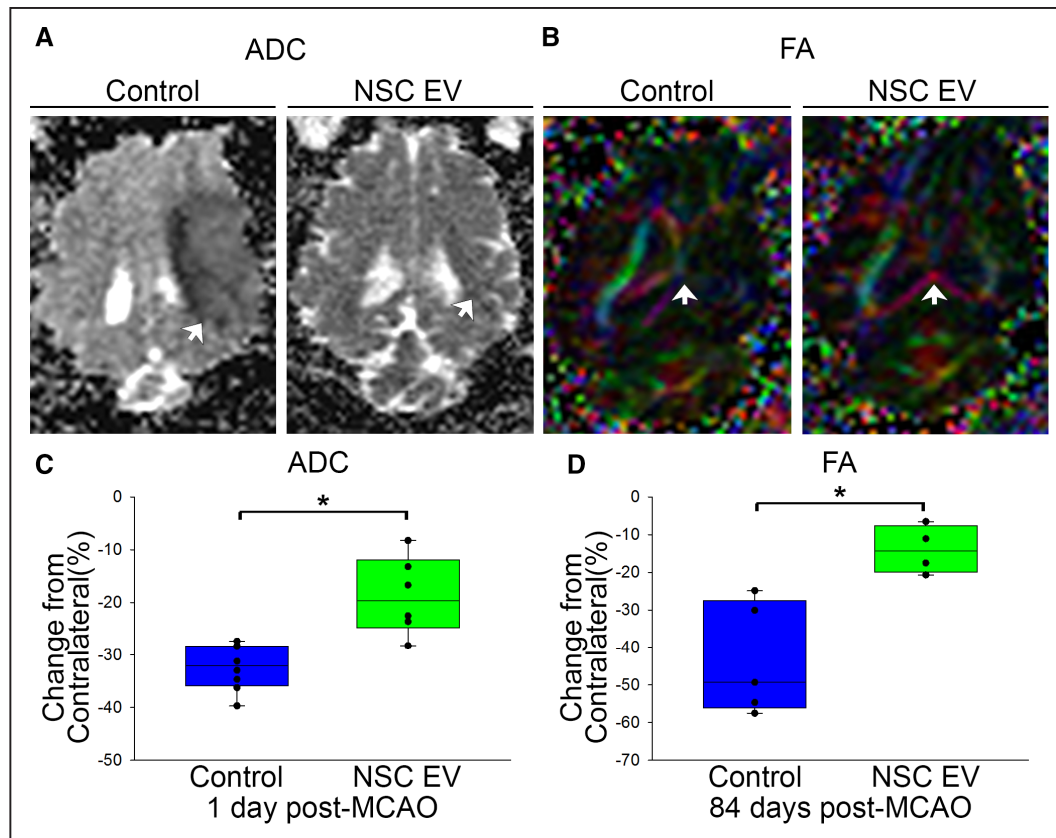 A
ADC
Control
NSC EV
B
FA
Control
NSC EV
C
ADC
Change from
Contralateral(%)
0
-10
-20
-30
-40
-50
*
Control
NSC EV
1 day post-MCAO
D
FA
Change from
Contralateral(%)
0
-10
-20
-30
-40
-50
-60
-70
*
Control
NSC EV
84 days post-MCAO